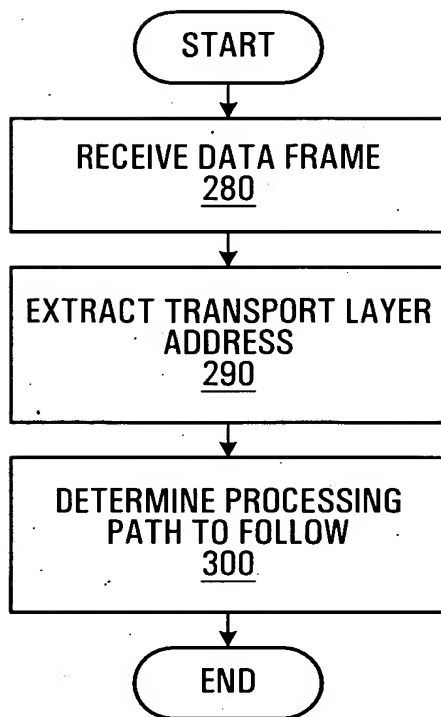 START
RECEIVE DATA FRAME
280
EXTRACT TRANSPORT LAYER
ADDRESS
290
DETERMINE PROCESSING
PATH TO FOLLOW
300
END